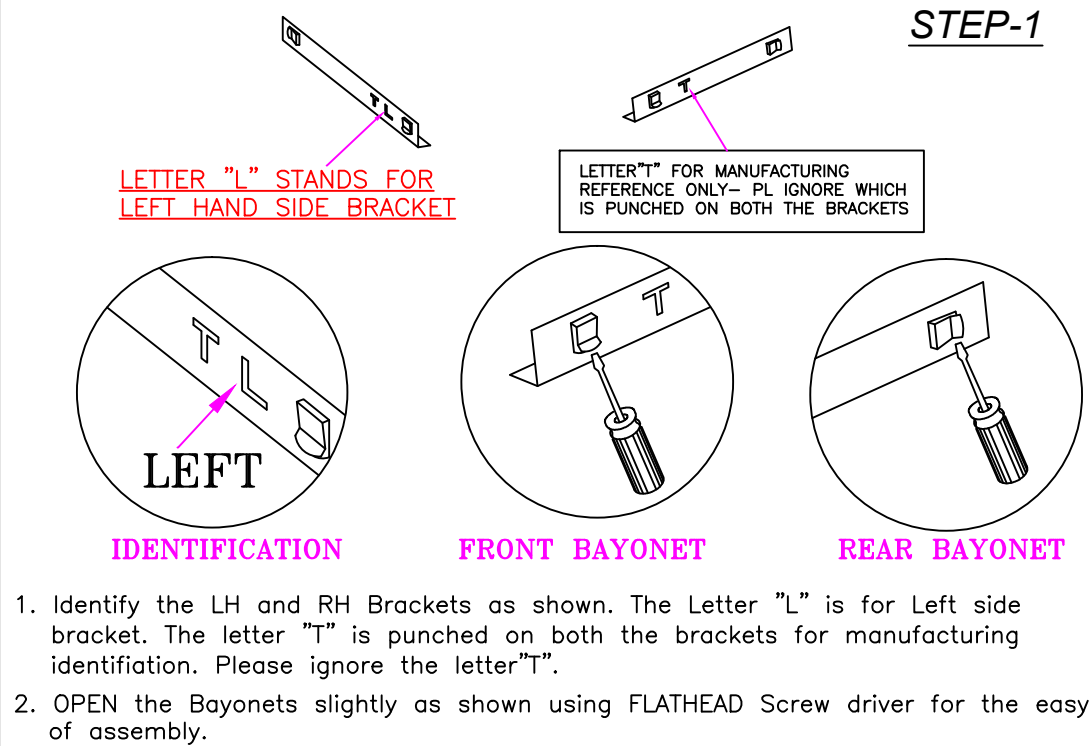 STEP-1
T L
T
LETTER "L" STANDS FOR
LEFT HAND SIDE BRACKET
LETTER"T" FOR MANUFACTURING
REFERENCE ONLY- PL IGNORE WHICH
IS PUNCHED ON BOTH THE BRACKETS
T L
LEFT
T
IDENTIFICATION
FRONT BAYONET
REAR BAYONET
1. Identify the LH and RH Brackets as shown. The Letter "L" is for Left side
bracket. The letter "T" is punched on both the brackets for manufacturing
identifiation. Please ignore the letter"T".
2. OPEN the Bayonets slightly as shown using FLATHEAD Screw driver for the easy
of assembly.